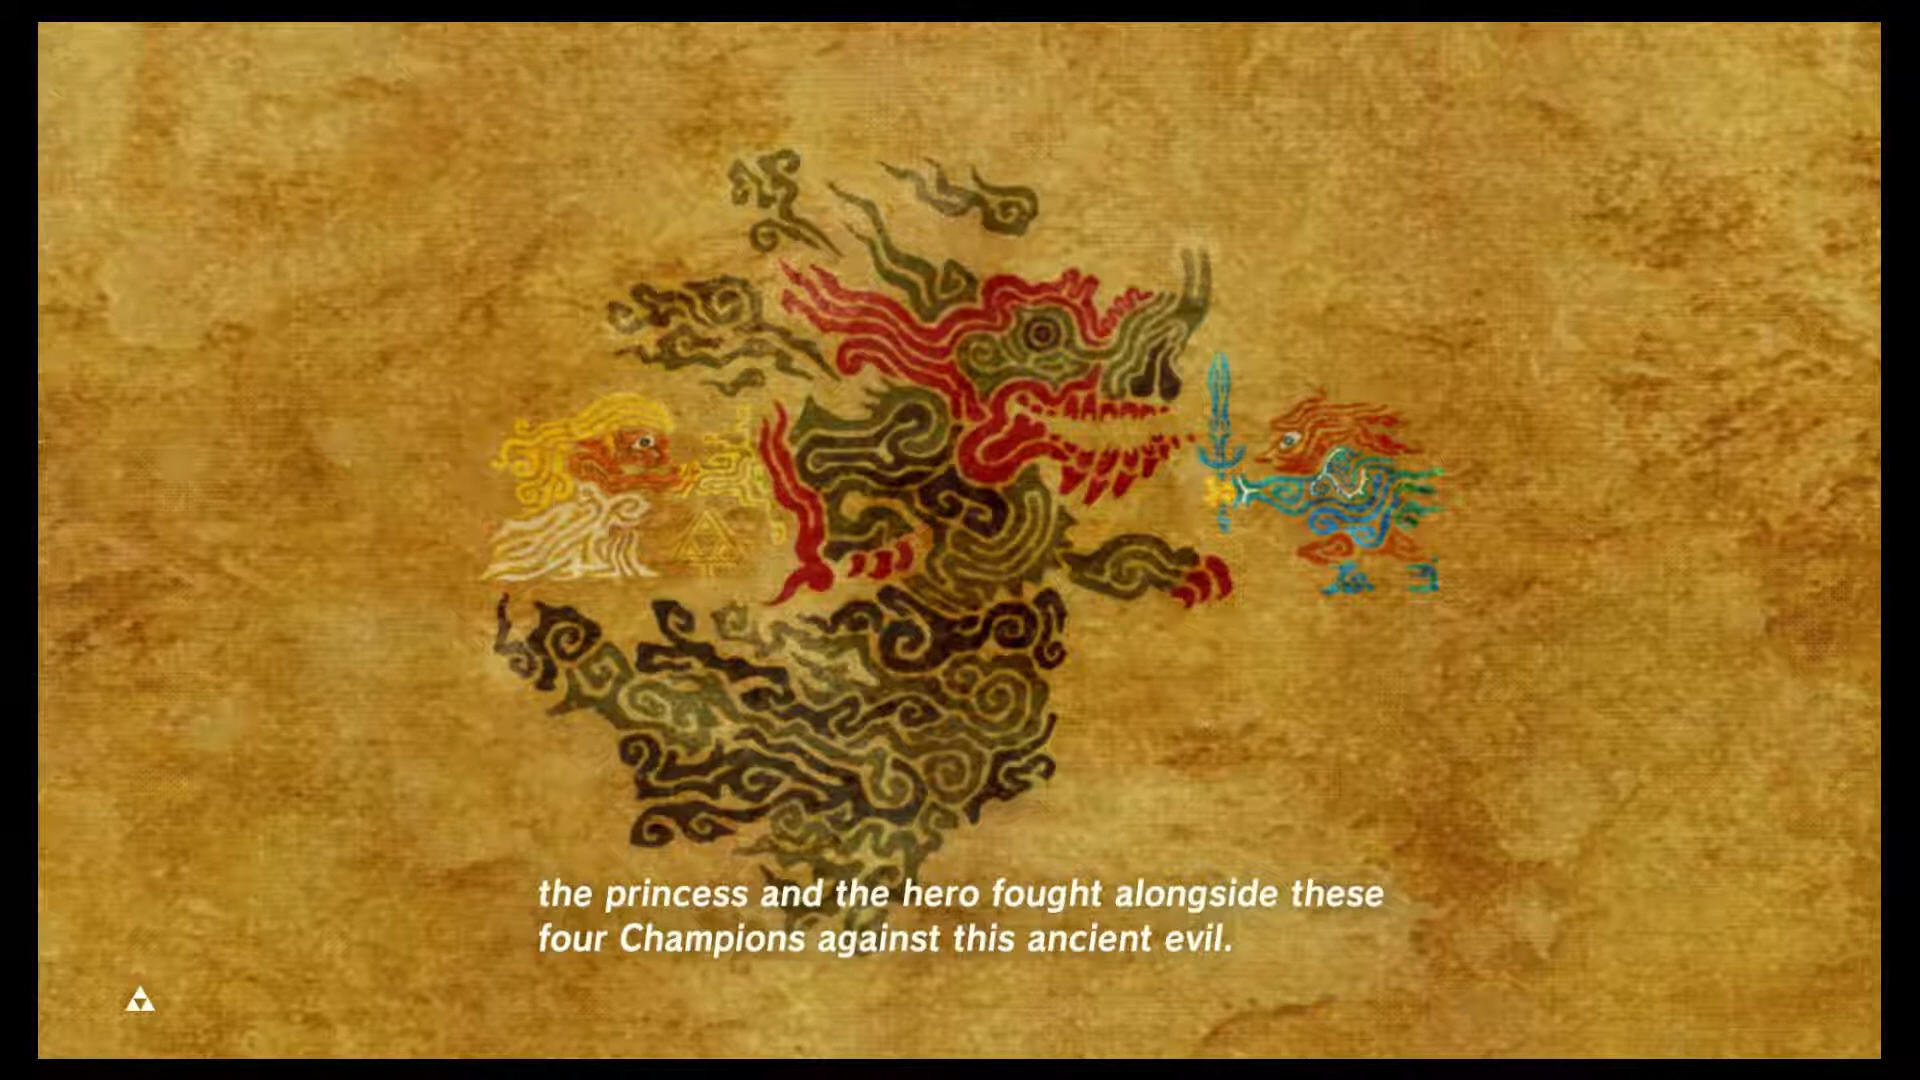 the princess and the hero fought alongside these
four Champions against this ancient evil.